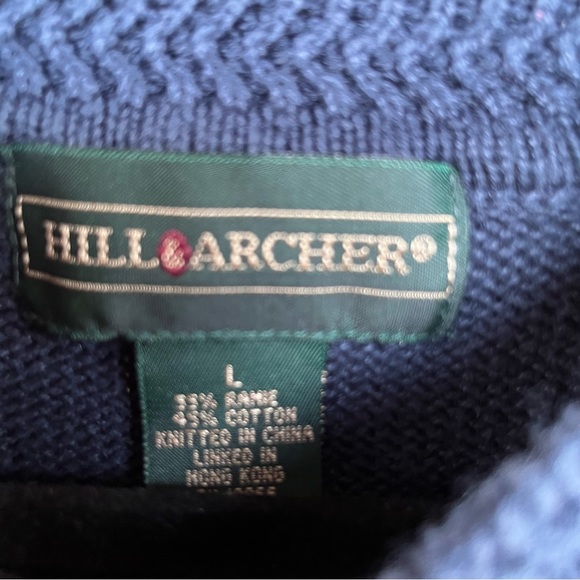 HILL&ARCHER®
L
55% RAMIE
45% COTTON
KNITTED IN CHINA
LINKED IN
HONG KONG